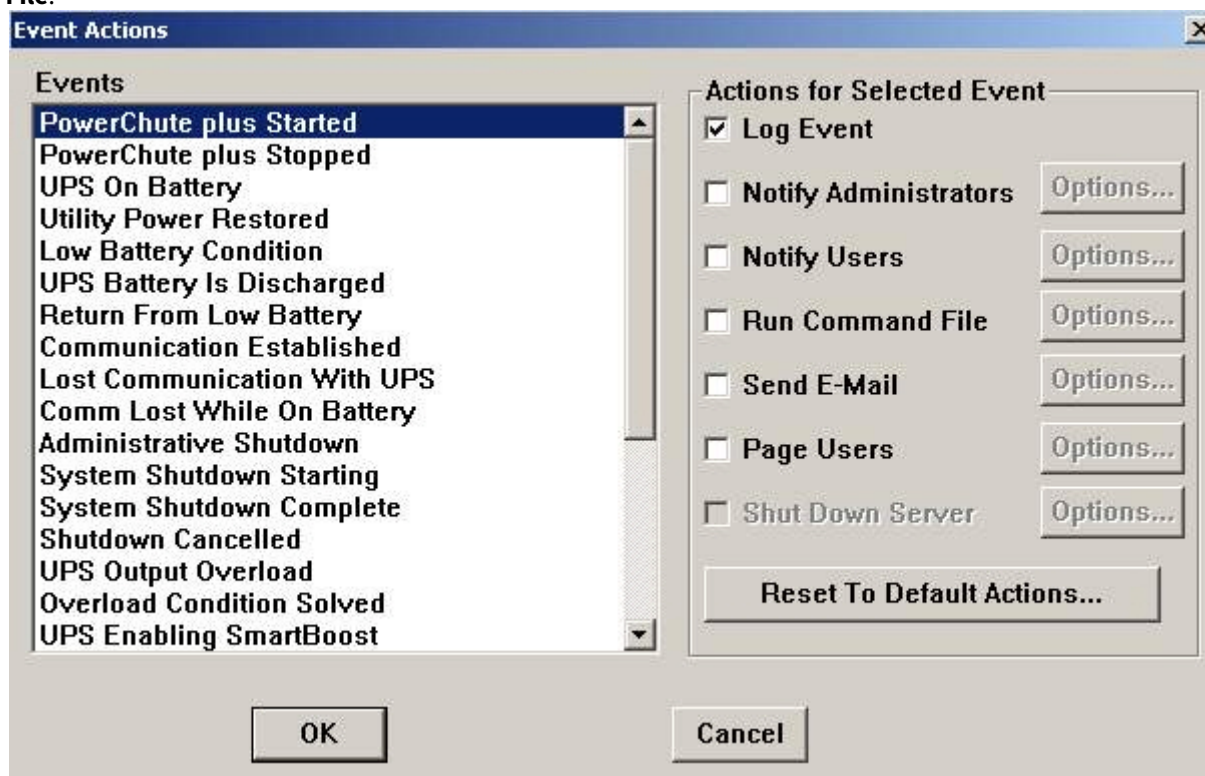 File.
Event Actions
Events
PowerChute plus Started
PowerChute plus Stopped
UPS On Battery
Utility Power Restored
Low Battery Condition
UPS Battery Is Discharged
Return From Low Battery
Communication Established
Lost Communication With UPS
Comm Lost While On Battery
Administrative Shutdown
System Shutdown Starting
System Shutdown Complete
Shutdown Cancelled
UPS Output Overload
Overload Condition Solved
UPS Enabling SmartBoost
Actions for Selected Event
Log Event
Notify Administrators Options...
Notify Users Options...
Run Command File Options...
Send E-Mail Options...
Page Users Options...
Shut Down Server Options...
Reset To Default Actions...
OK
Cancel